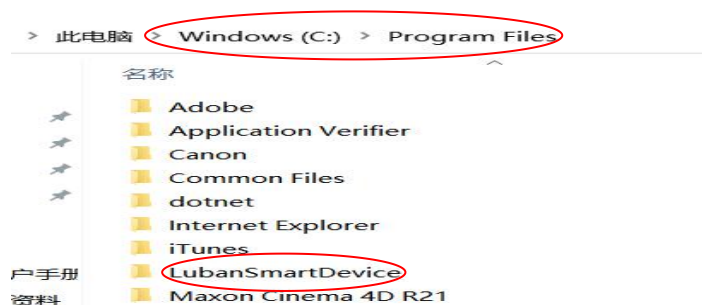 > 此电脑 > Windows (C:) > Program Files
名称
Adobe
Application Verifier
Canon
Common Files
dotnet
Internet Explorer
iTunes
户手册
LubanSmartDevice
资料
Maxon Cinema 4D R21